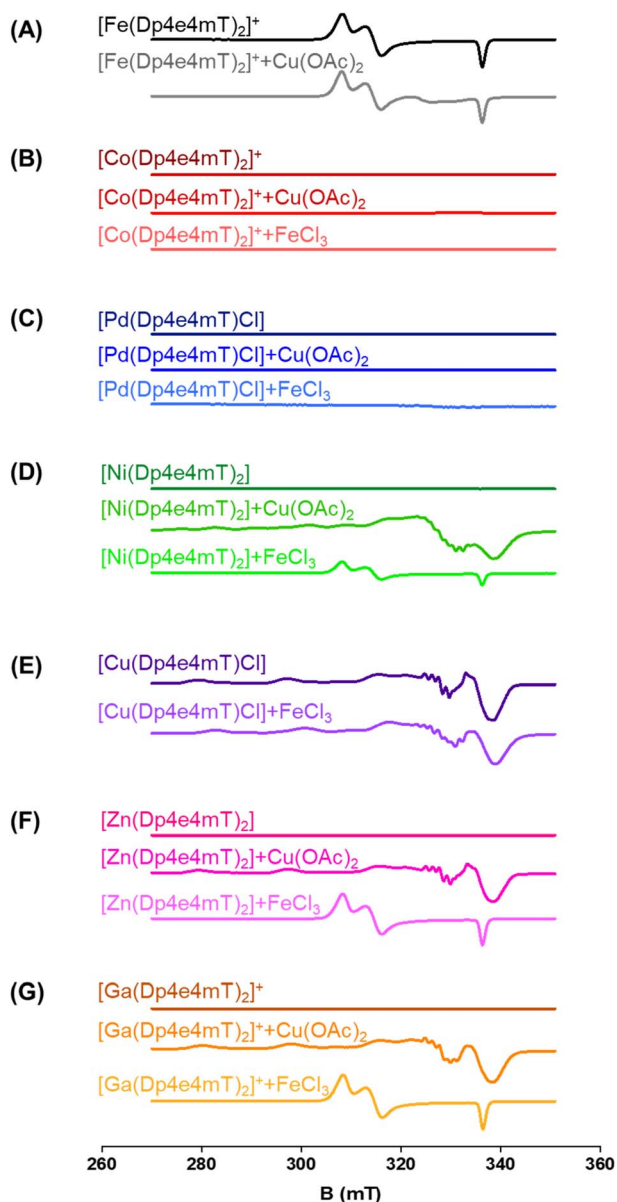 (A)
[Fe(Dp4e4mT)₂]⁺
[Fe(Dp4e4mT)₂]⁺+Cu(OAc)₂
(B)
[Co(Dp4e4mT)₂]⁺
[Co(Dp4e4mT)₂]⁺+Cu(OAc)₂
[Co(Dp4e4mT)₂]⁺+FeCl₃
(C)
[Pd(Dp4e4mT)Cl]
[Pd(Dp4e4mT)Cl]+Cu(OAc)₂
[Pd(Dp4e4mT)Cl]+FeCl₃
(D)
[Ni(Dp4e4mT)₂]
[Ni(Dp4e4mT)₂]+Cu(OAc)₂
[Ni(Dp4e4mT)₂]+FeCl₃
(E)
[Cu(Dp4e4mT)Cl]
[Cu(Dp4e4mT)Cl]+FeCl₃
(F)
[Zn(Dp4e4mT)₂]
[Zn(Dp4e4mT)₂]+Cu(OAc)₂
[Zn(Dp4e4mT)₂]+FeCl₃
(G)
[Ga(Dp4e4mT)₂]⁺
[Ga(Dp4e4mT)₂]⁺+Cu(OAc)₂
[Ga(Dp4e4mT)₂]⁺+FeCl₃
260 300 320 340 360
B (mT)